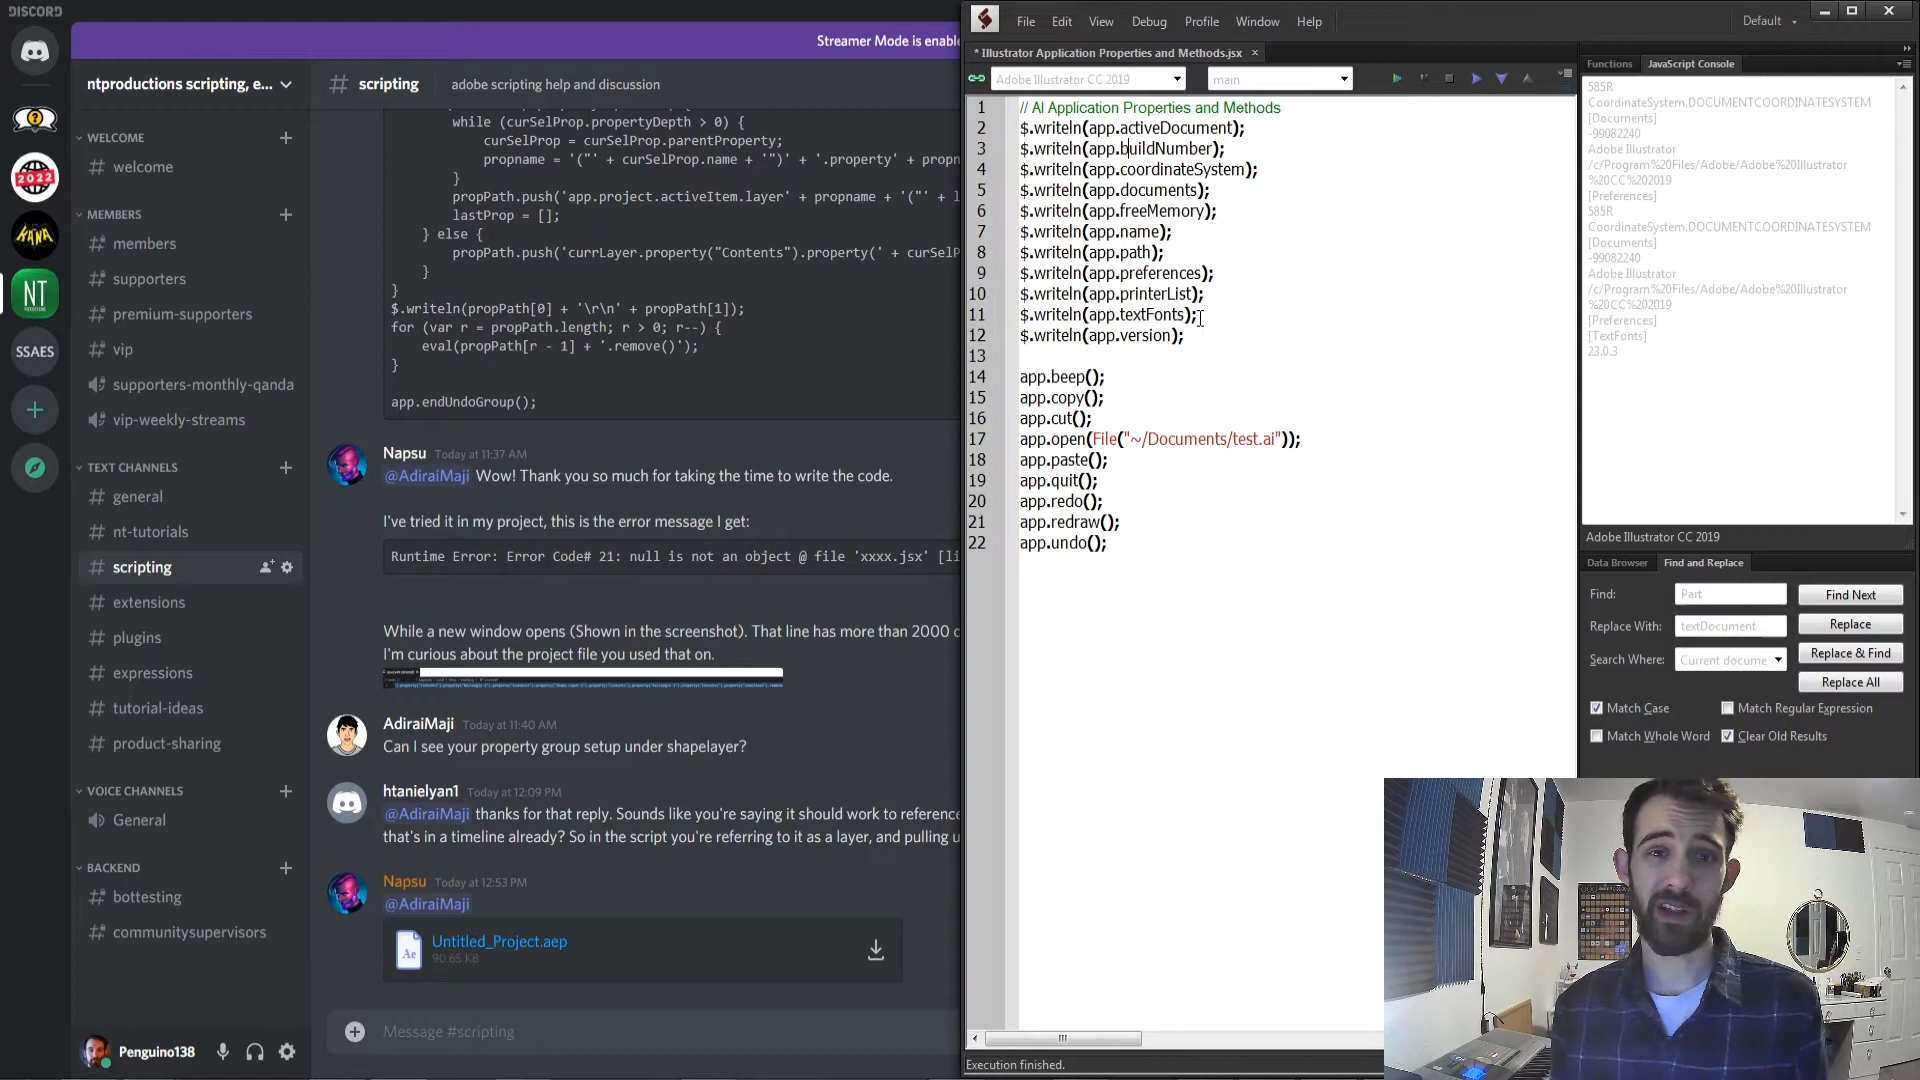 DISCORD
Streamer Mode is enable
ntproductions scripting, e...
scripting
adobe scripting help and discussion
WELCOME
welcome
MEMBERS
members
supporters
premium-supporters
vip
supporters-monthly-qanda
vip-weekly-streams
TEXT CHANNELS
general
nt-tutorials
scripting
extensions
plugins
expressions
tutorial-ideas
product-sharing
VOICE CHANNELS
General
BACKEND
bottesting
communitysupervisors
Penguino138
2022
KANA
NT
SSAES
while (curSelProp.propertyDepth > 0) {
curSelProp = curSelProp.parentProperty;
propname = '("' + curSelProp.name + '")' + '.property' + propn
}
propPath.push('app.project.activeItem.layer' + propname + '("' + l
lastProp = [];
} else {
propPath.push('currLayer.property("Contents").property(' + curSelP
}
}
$.writeln(propPath[0] + '\r\n' + propPath[1]);
for (var r = propPath.length; r > 0; r--) {
eval(propPath[r - 1] + '.remove()');
}
app.endUndoGroup();
Napsu Today at 11:37 AM
@AdiraiMaji Wow! Thank you so much for taking the time to write the code.
I've tried it in my project, this is the error message I get:
Runtime Error: Error Code# 21: null is not an object @ file 'xxxx.jsx' [li
While a new window opens (Shown in the screenshot). That line has more than 2000 c
I'm curious about the project file you used that on.
AdiraiMaji Today at 11:40 AM
Can I see your property group setup under shapelayer?
htanielyan1 Today at 12:09 PM
@AdiraiMaji thanks for that reply. Sounds like you're saying it should work to reference
that's in a timeline already? So in the script you're referring to it as a layer, and pulling u
Napsu Today at 12:53 PM
@AdiraiMaji
Ae
Untitled_Project.aep
90.65 KB
Message #scripting
File Edit View Debug Profile Window Help
Default
* Illustrator Application Properties and Methods.jsx
Adobe Illustrator CC 2019
main
1 // AI Application Properties and Methods
2 $.writeln(app.activeDocument);
3 $.writeln(app.buildNumber);
4 $.writeln(app.coordinateSystem);
5 $.writeln(app.documents);
6 $.writeln(app.freeMemory);
7 $.writeln(app.name);
8 $.writeln(app.path);
9 $.writeln(app.preferences);
10 $.writeln(app.printerList);
11 $.writeln(app.textFonts);
12 $.writeln(app.version);
13
14 app.beep();
15 app.copy();
16 app.cut();
17 app.open(File("~/Documents/test.ai"));
18 app.paste();
19 app.quit();
20 app.redo();
21 app.redraw();
22 app.undo();
Execution finished.
Functions JavaScript Console
585R
CoordinateSystem.DOCUMENTCOORDINATESYSTEM
[Documents]
-99082240
Adobe Illustrator
/c/Program%20Files/Adobe/Adobe%20Illustrator
%20CC%202019
[Preferences]
585R
CoordinateSystem.DOCUMENTCOORDINATESYSTEM
[Documents]
-99082240
Adobe Illustrator
/c/Program%20Files/Adobe/Adobe%20Illustrator
%20CC%202019
[Preferences]
[TextFonts]
23.0.3
Adobe Illustrator CC 2019
Data Browser Find and Replace
Find: Part Find Next
Replace With: textDocument Replace
Search Where: Current docume Replace & Find
Replace All
Match Case Match Regular Expression
Match Whole Word Clear Old Results